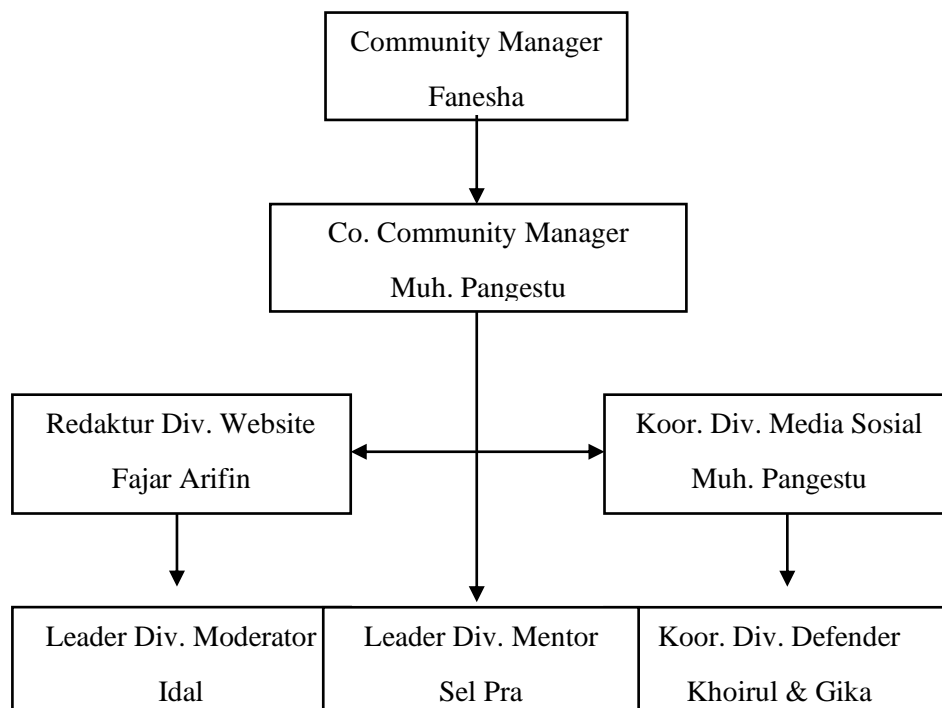 Community Manager
Fanesha
Co. Community Manager
Muh. Pangestu
Redaktur Div. Website
Fajar Arifin
Koor. Div. Media Sosial
Muh. Pangestu
Leader Div. Moderator
Idal
Leader Div. Mentor
Sel Pra
Koor. Div. Defender
Khoirul & Gika